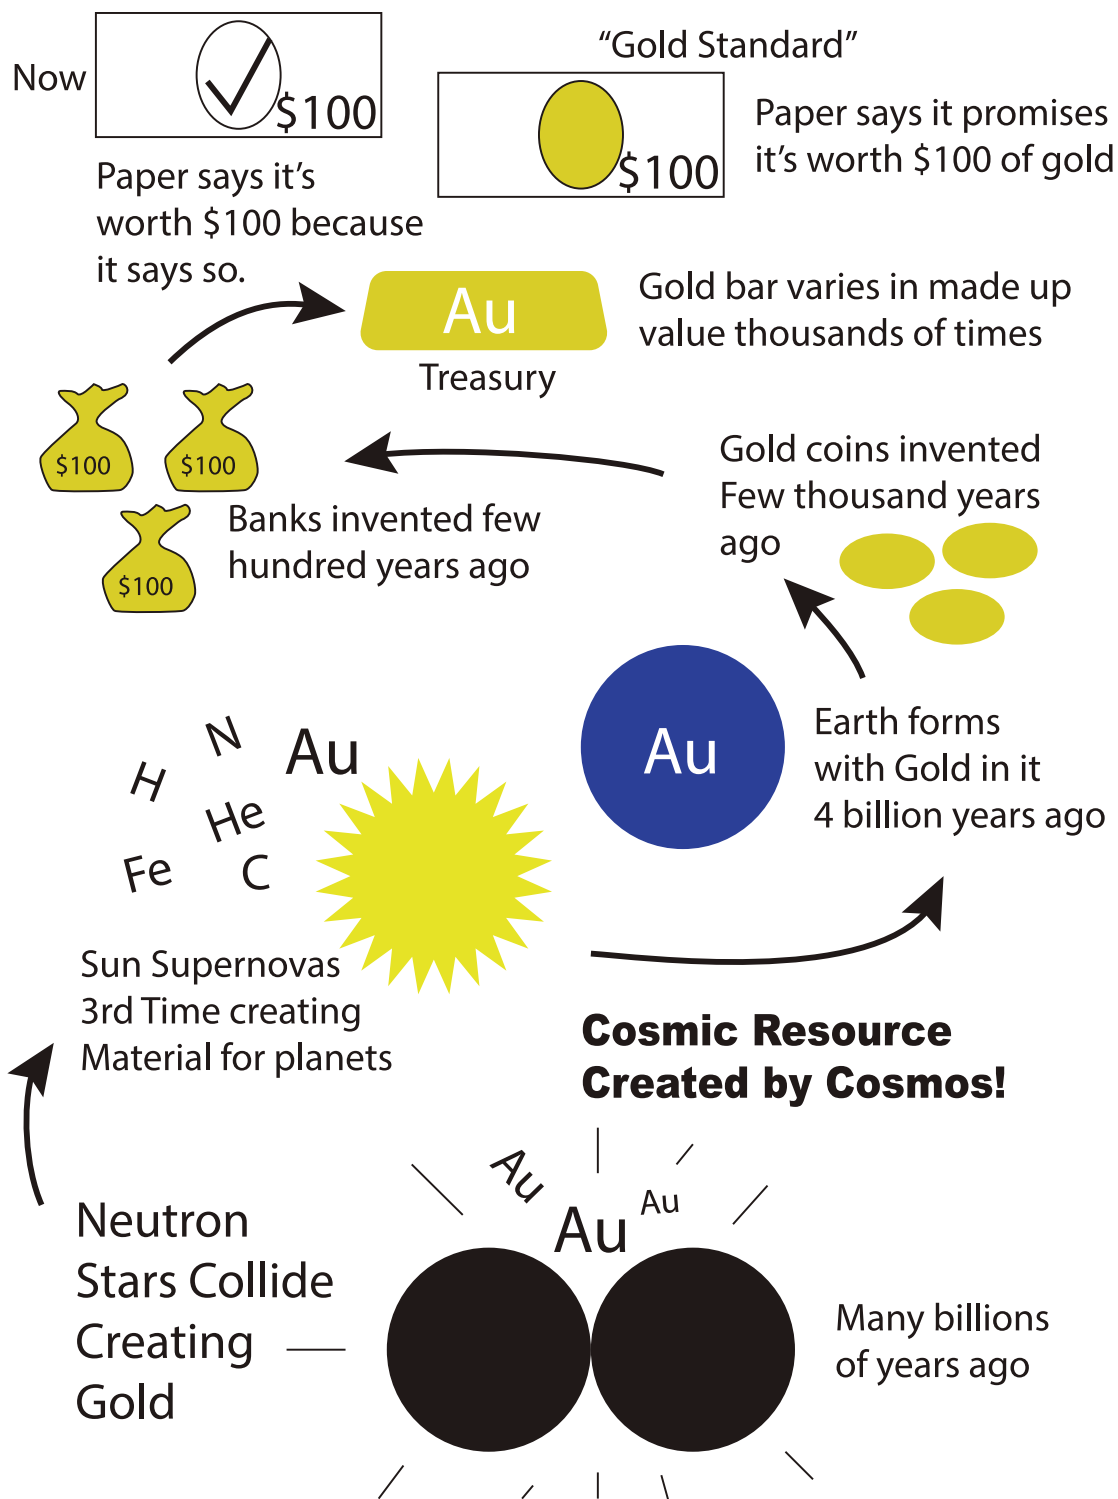 Now
$100
Paper says it's
worth $100 because
it says so.
“Gold Standard”
$100
Paper says it promises
it's worth $100 of gold
Au
Treasury
Gold bar varies in made up
value thousands of times
$100
$100
$100
Banks invented few
hundred years ago
Gold coins invented
Few thousand years
ago
N
Au
H
He
Fe
C
Au
Earth forms
with Gold in it
4 billion years ago
Sun Supernovas
3rd Time creating
Material for planets
Cosmic Resource
Created by Cosmos!
Au
Au
Au
Neutron
Stars Collide
Creating
Gold
Many billions
of years ago